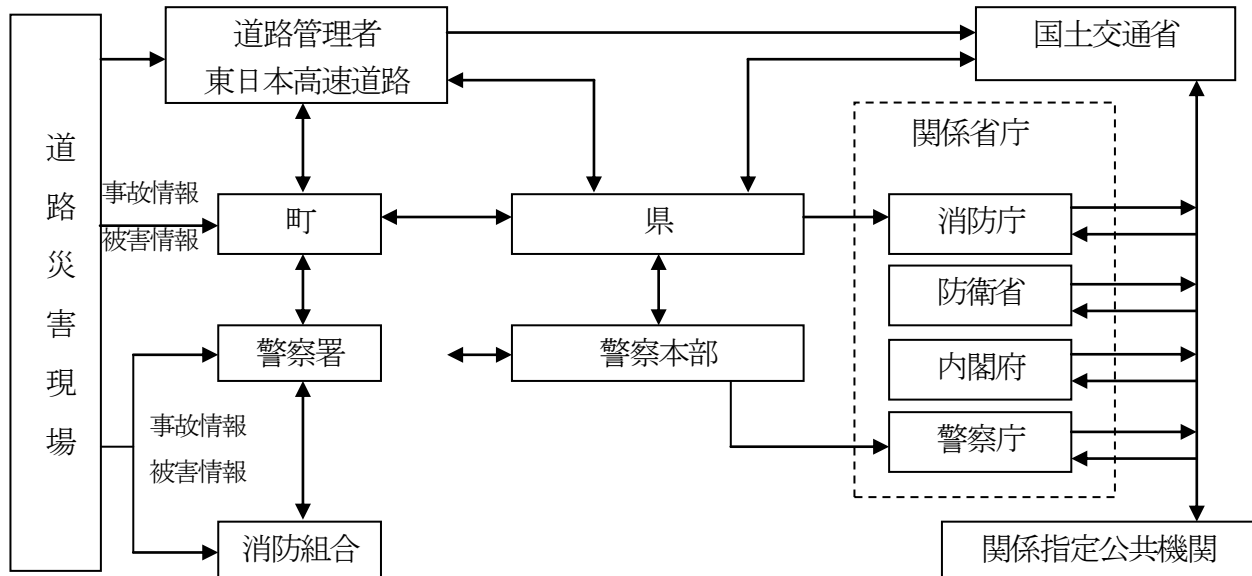 道路災害現場
道路管理者
東日本高速道路
国土交通省
関係省庁
事故情報
被害情報
町
県
消防庁
防衛省
警察署
警察本部
内閣府
事故情報
被害情報
警察庁
消防組合
関係指定公共機関